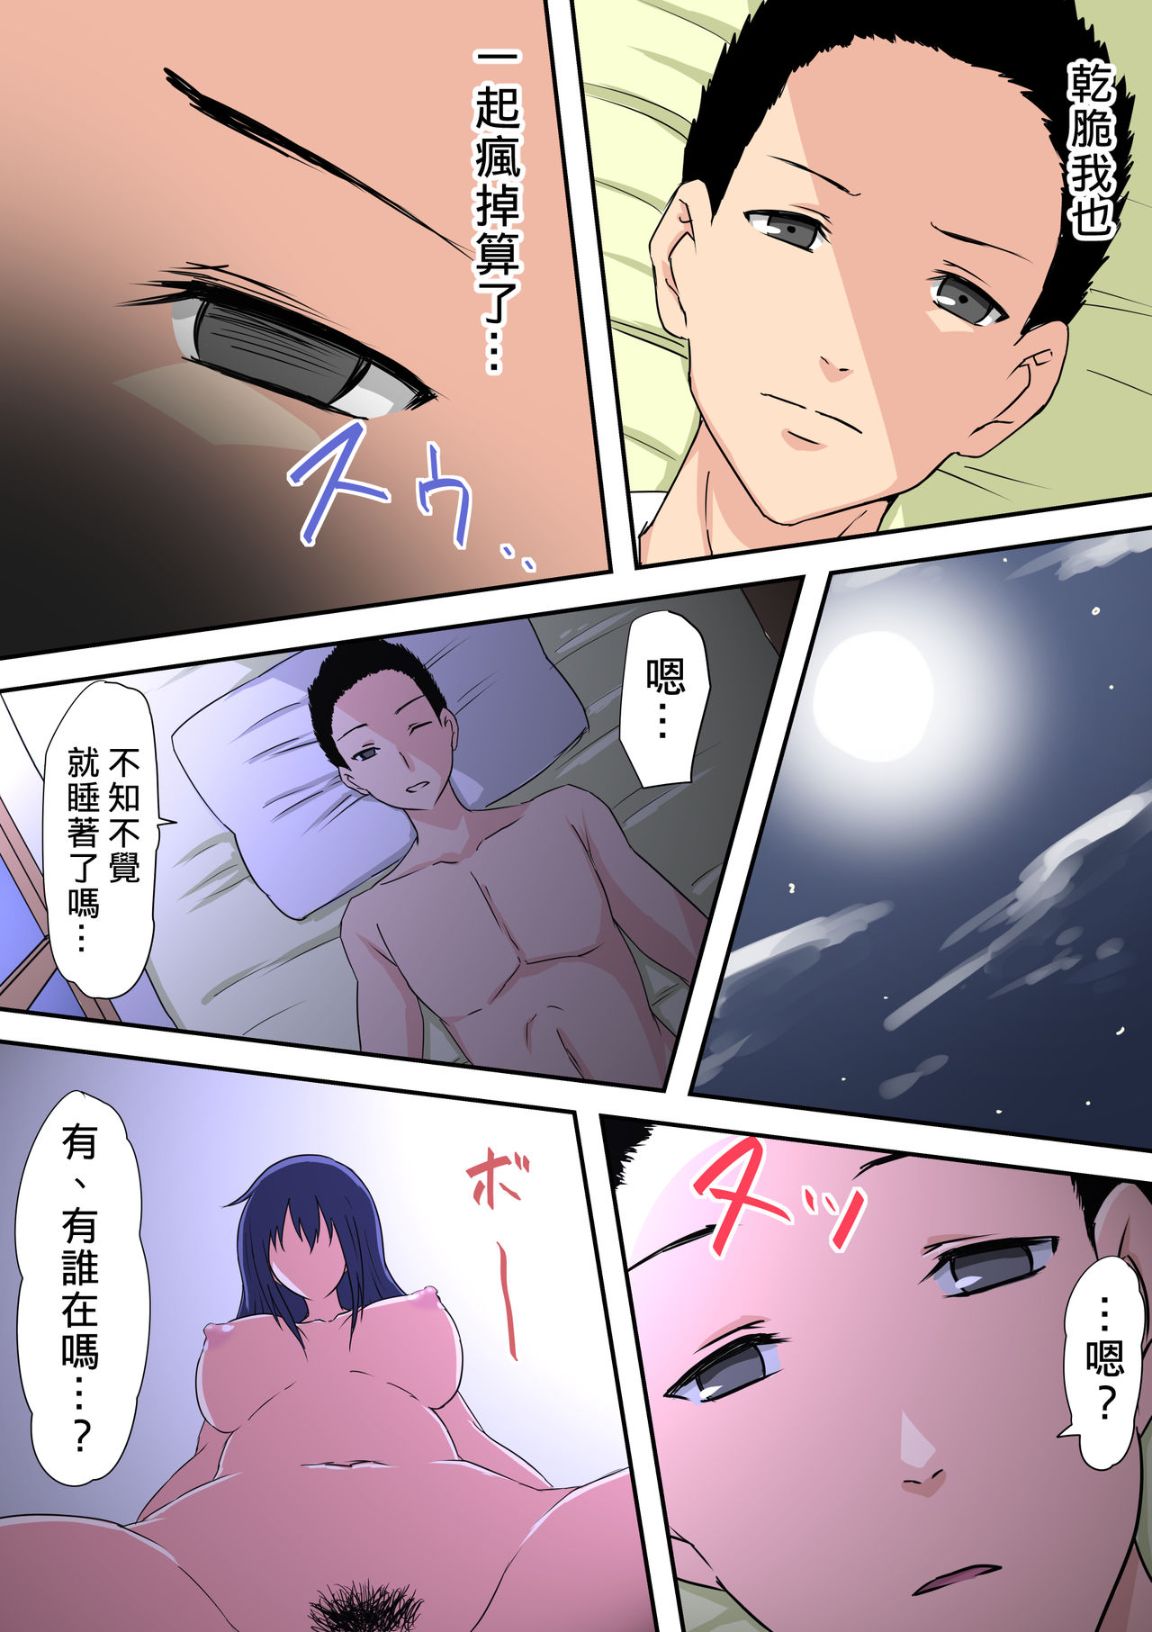 乾脆我也
一起瘋掉算了…
スゥ..
嗯…
不知不覺
就睡著了嗎…
ヌッ
…嗯？
ボー
有、有誰在嗎…？